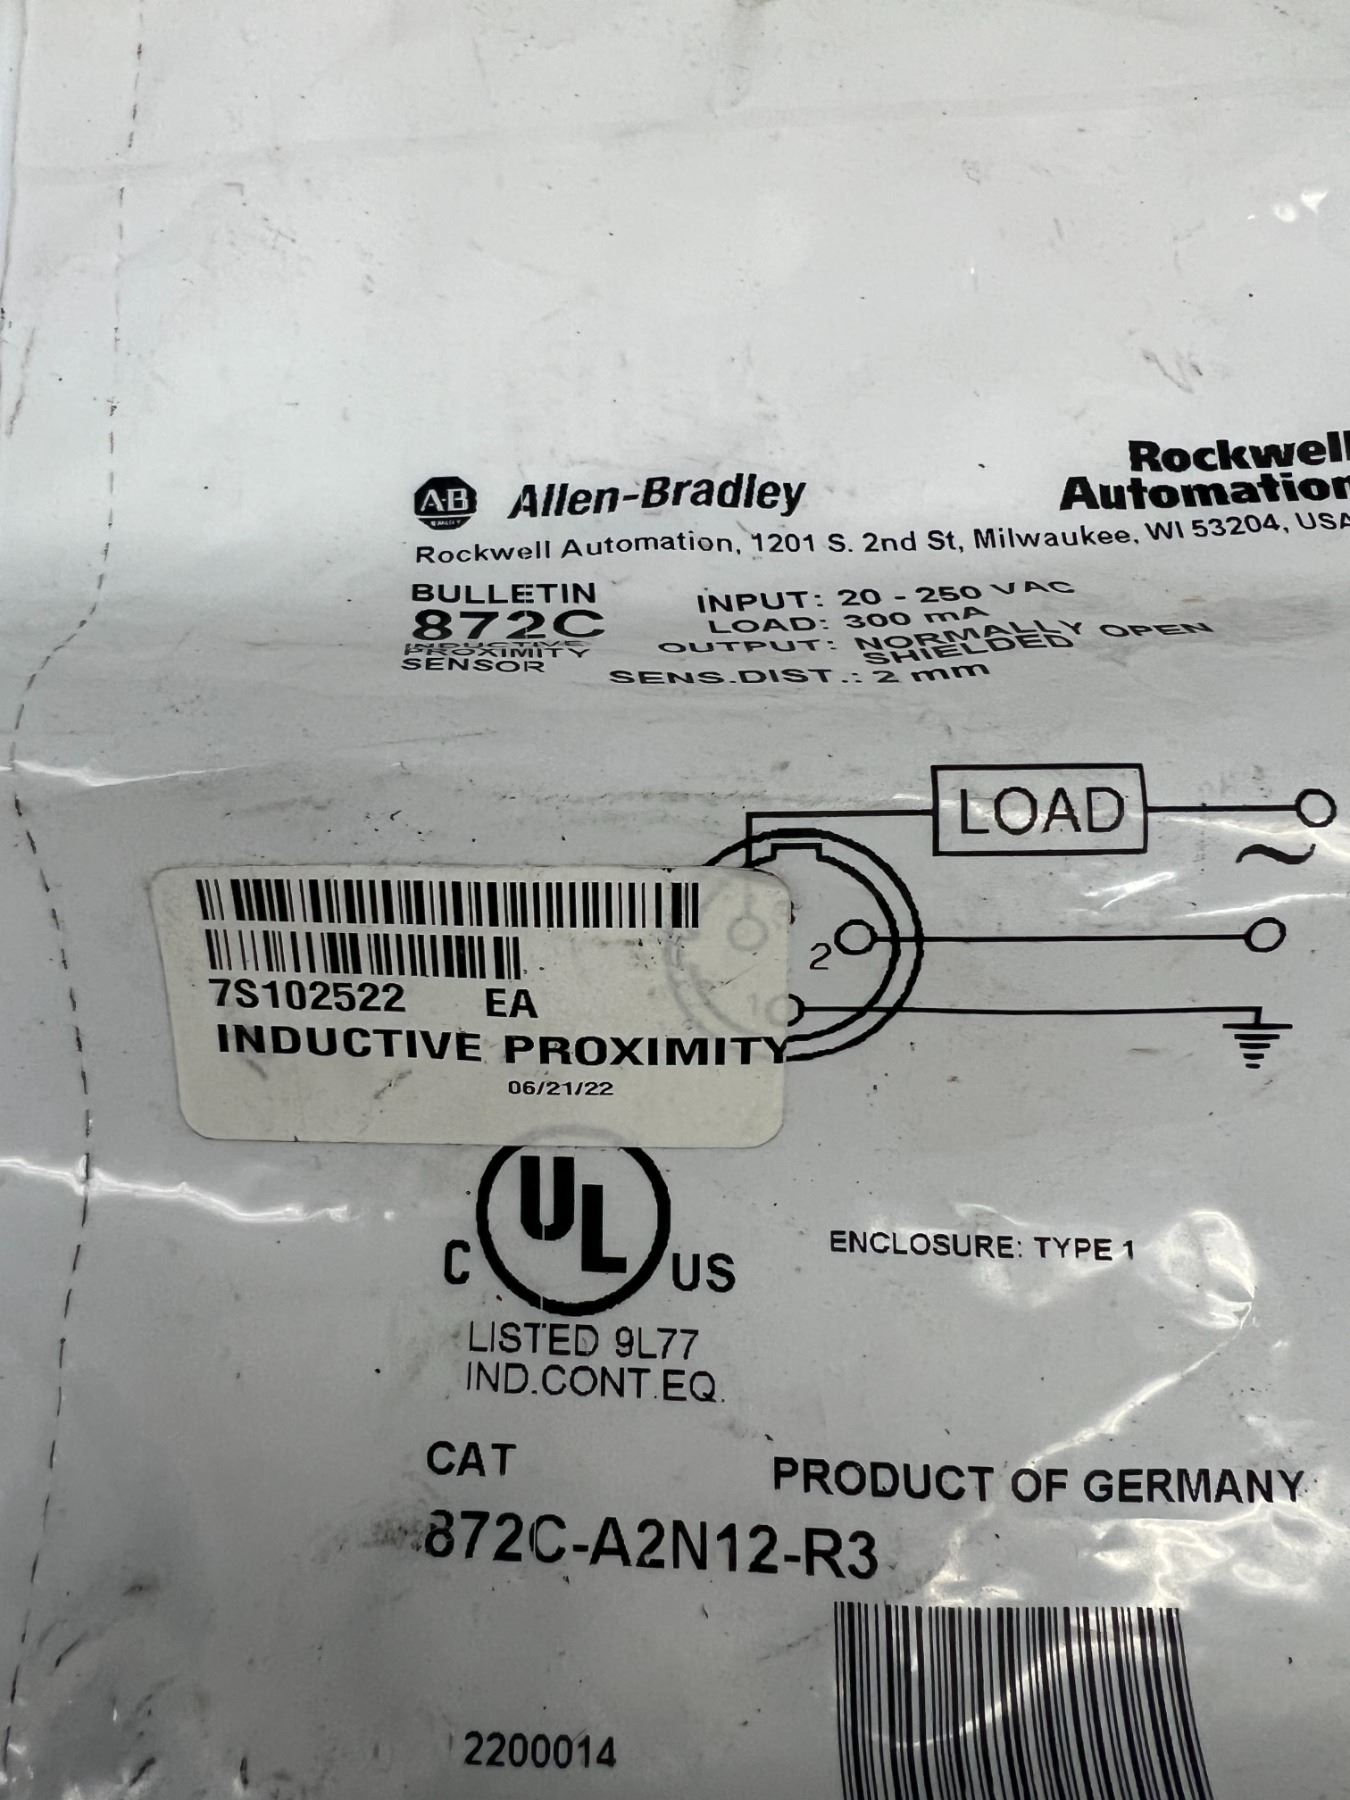 Rockwell
Automation
A-B
QUALITY
Allen-Bradley
Rockwell Automation, 1201 S. 2nd St, Milwaukee, WI 53204, USA
BULLETIN
872C
INDUCTIVE
PROXIMITY
SENSOR
INPUT: 20 - 250 VAC
LOAD: 300 mA
OUTPUT: NORMALLY OPEN
SHIELDED
SENS.DIST.: 2 mm
LOAD
~
2
1
7S102522 EA
INDUCTIVE PROXIMITY
06/21/22
C UL US
LISTED 9L77
IND.CONT.EQ.
ENCLOSURE: TYPE 1
CAT
PRODUCT OF GERMANY
872C-A2N12-R3
2200014